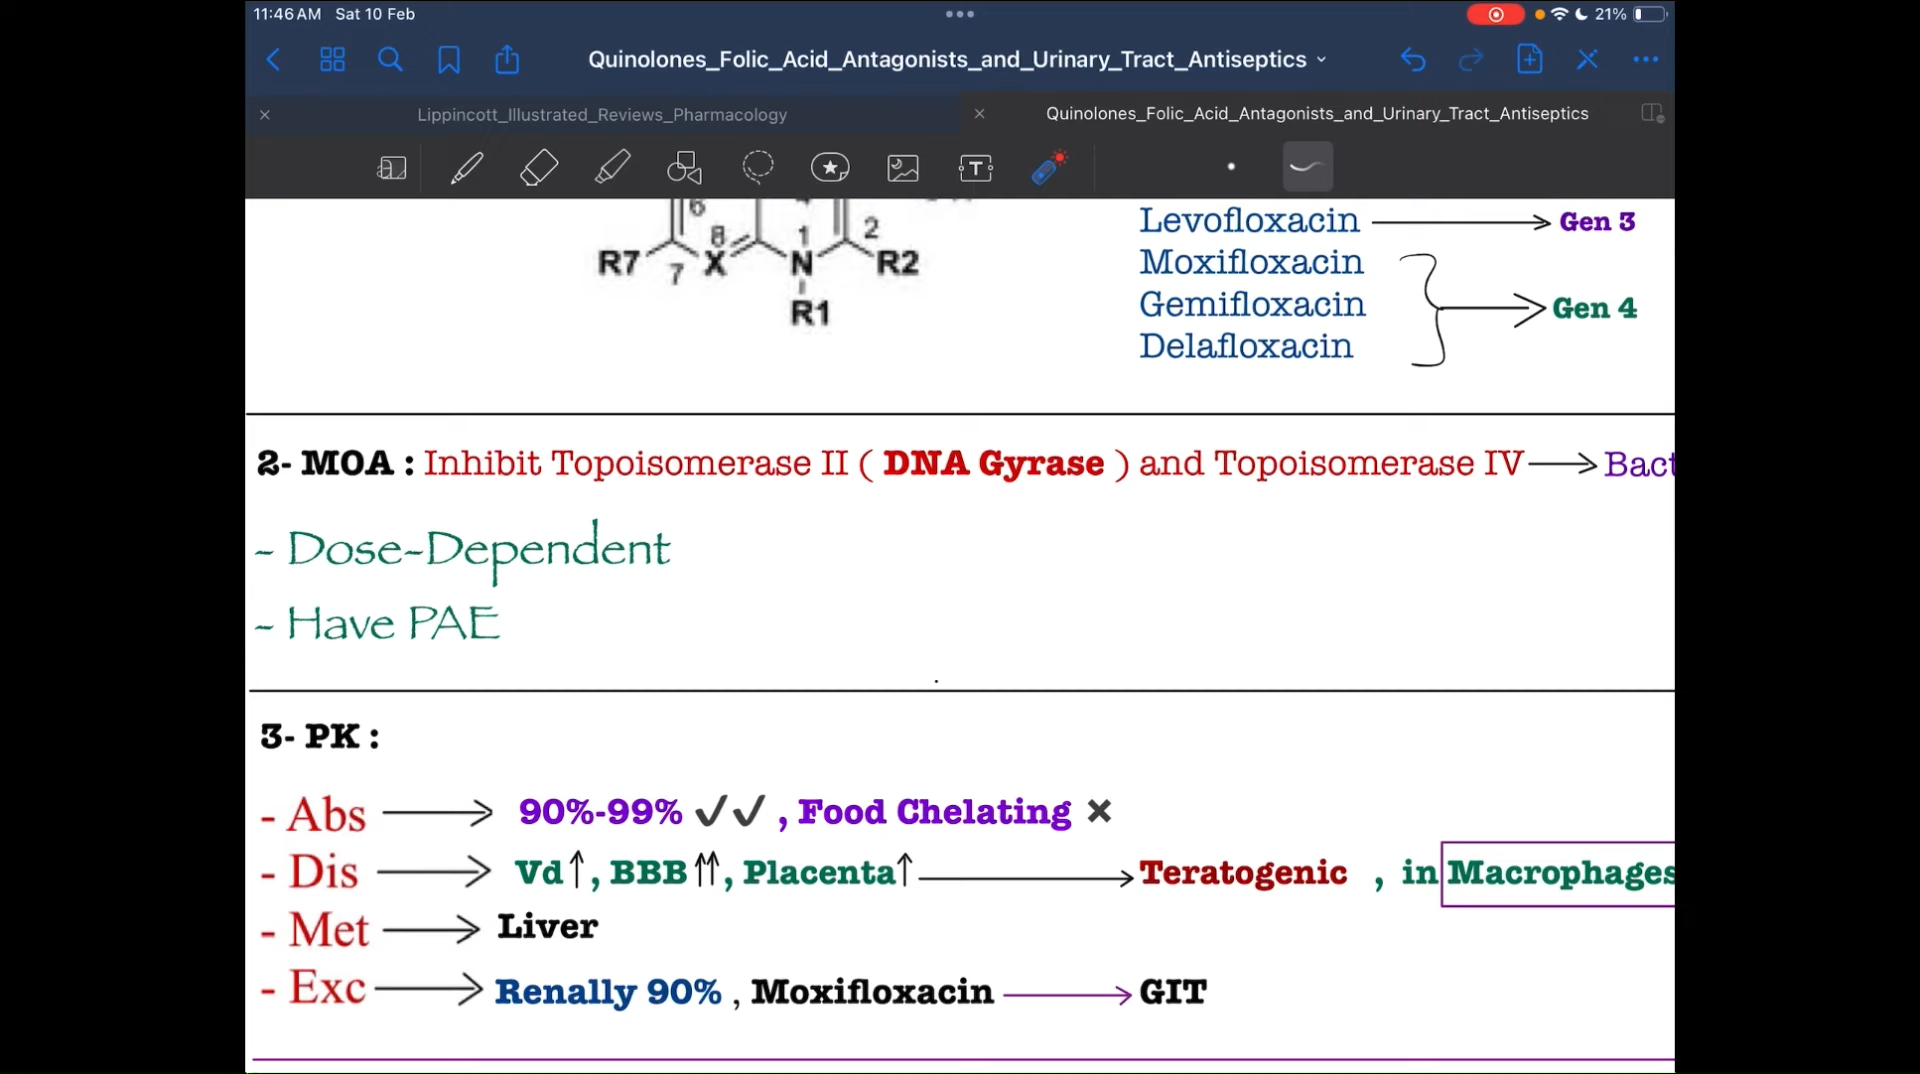 11:46 AM Sat 10 Feb
21%
Quinolones_Folic_Acid_Antagonists_and_Urinary_Tract_Antiseptics
Lippincott_Illustrated_Reviews_Pharmacology
Quinolones_Folic_Acid_Antagonists_and_Urinary_Tract_Antiseptics
6
8
1
2
R7
7
X
N
R2
R1
Levofloxacin → Gen 3
Moxifloxacin
Gemifloxacin
Delafloxacin
Gen 4
2- MOA : Inhibit Topoisomerase II ( DNA Gyrase ) and Topoisomerase IV → Bact
- Dose-Dependent
- Have PAE
3- PK :
- Abs → 90%-99% ✓✓ , Food Chelating ✖
- Dis → Vd↑, BBB⇈, Placenta↑ → Teratogenic , in Macrophages
- Met → Liver
- Exc → Renally 90% , Moxifloxacin → GIT